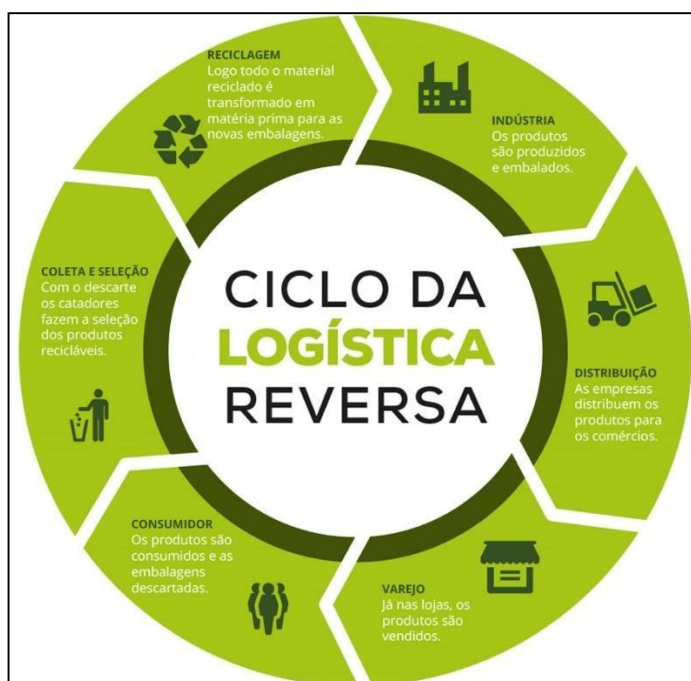 CICLO DA
LOGÍSTICA
REVERSA
INDÚSTRIA
Os produtos
são produzidos
e embalados.
DISTRIBUIÇÃO
As empresas
distribuem os
produtos para
os comércios.
VAREJO
Já nas lojas, os
produtos são
vendidos.
CONSUMIDOR
Os produtos são
consumidos e as
embalagens
descartadas.
COLETA E SELEÇÃO
Com o descarte
os catadores
fazem a seleção
dos produtos
recicláveis.
RECICLAGEM
Logo todo o material
reciclado é
transformado em
matéria prima para as
novas embalagens.